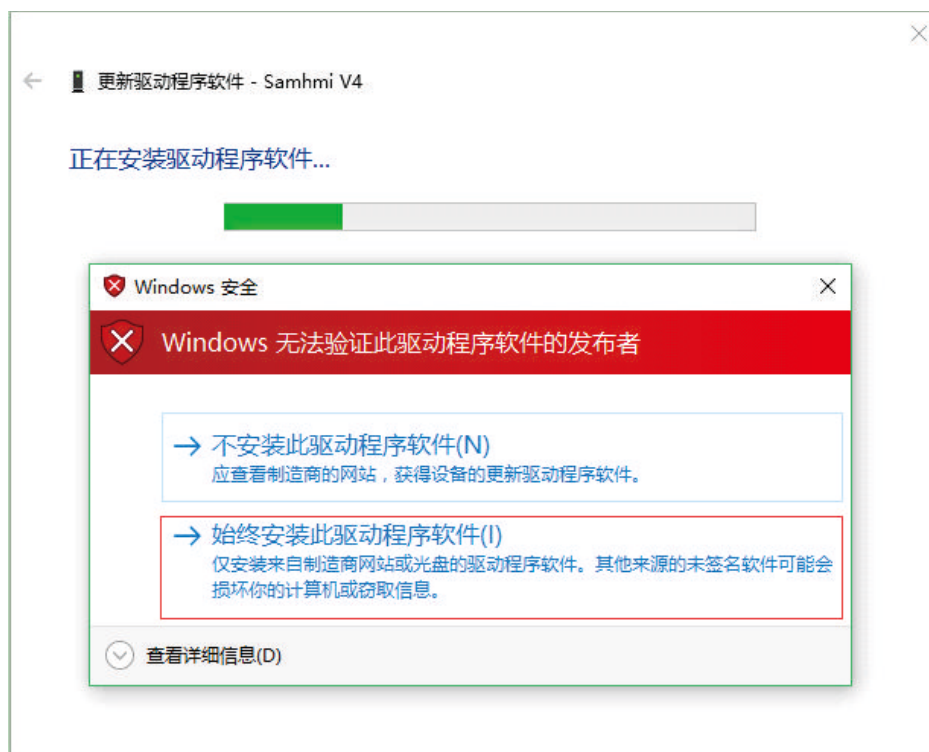 更新驱动程序软件 - Samhmi V4
正在安装驱动程序软件...
Windows 安全
Windows 无法验证此驱动程序软件的发布者
不安装此驱动程序软件(N)
应查看制造商的网站，获得设备的更新驱动程序软件。
始终安装此驱动程序软件(I)
仅安装来自制造商网站或光盘的驱动程序软件。其他来源的未签名软件可能会
损坏你的计算机或窃取信息。
查看详细信息(D)